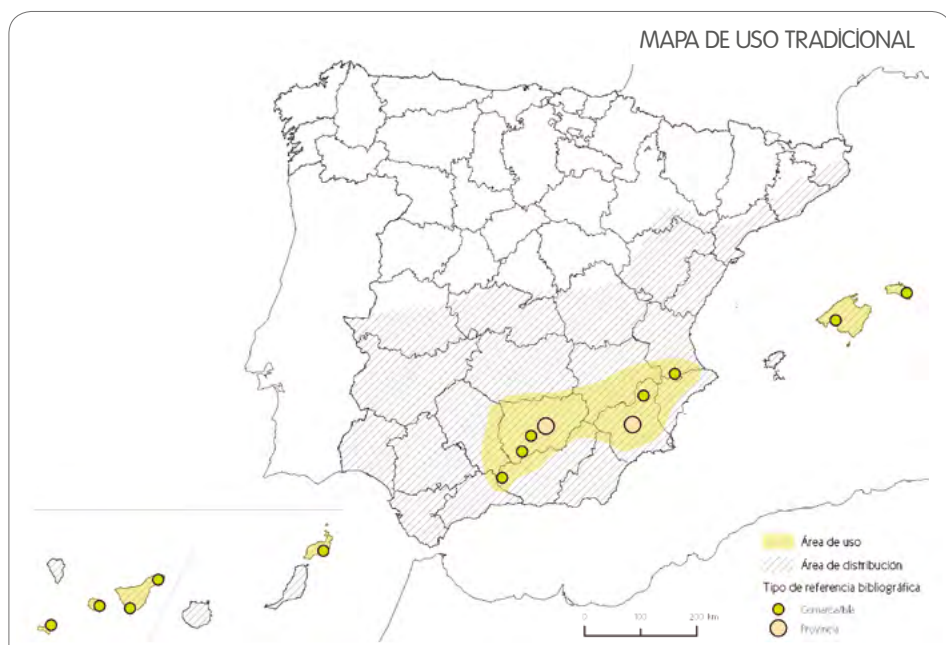 MAPA DE USO TRADICIONAL
Área de uso
Área de distribución
Tipo de referencia bibliográfica
Comarca/Isla
Provincia
0 100 200 km